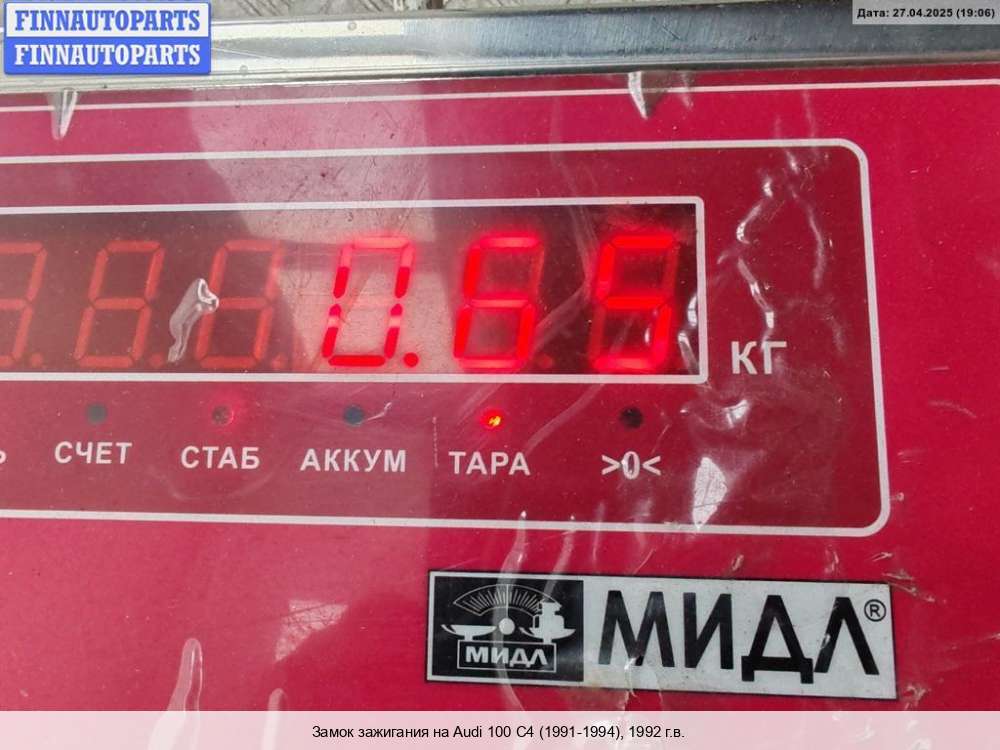 FINNAUTOPARTS
FINNAUTOPARTS
Дата: 27.04.2025 (19:06)
0.55
КГ
Ь СЧЕТ СТАБ АККУМ ТАРА >0<
МИДЛ
МИДЛ®
Замок зажигания на Audi 100 C4 (1991-1994), 1992 г.в.